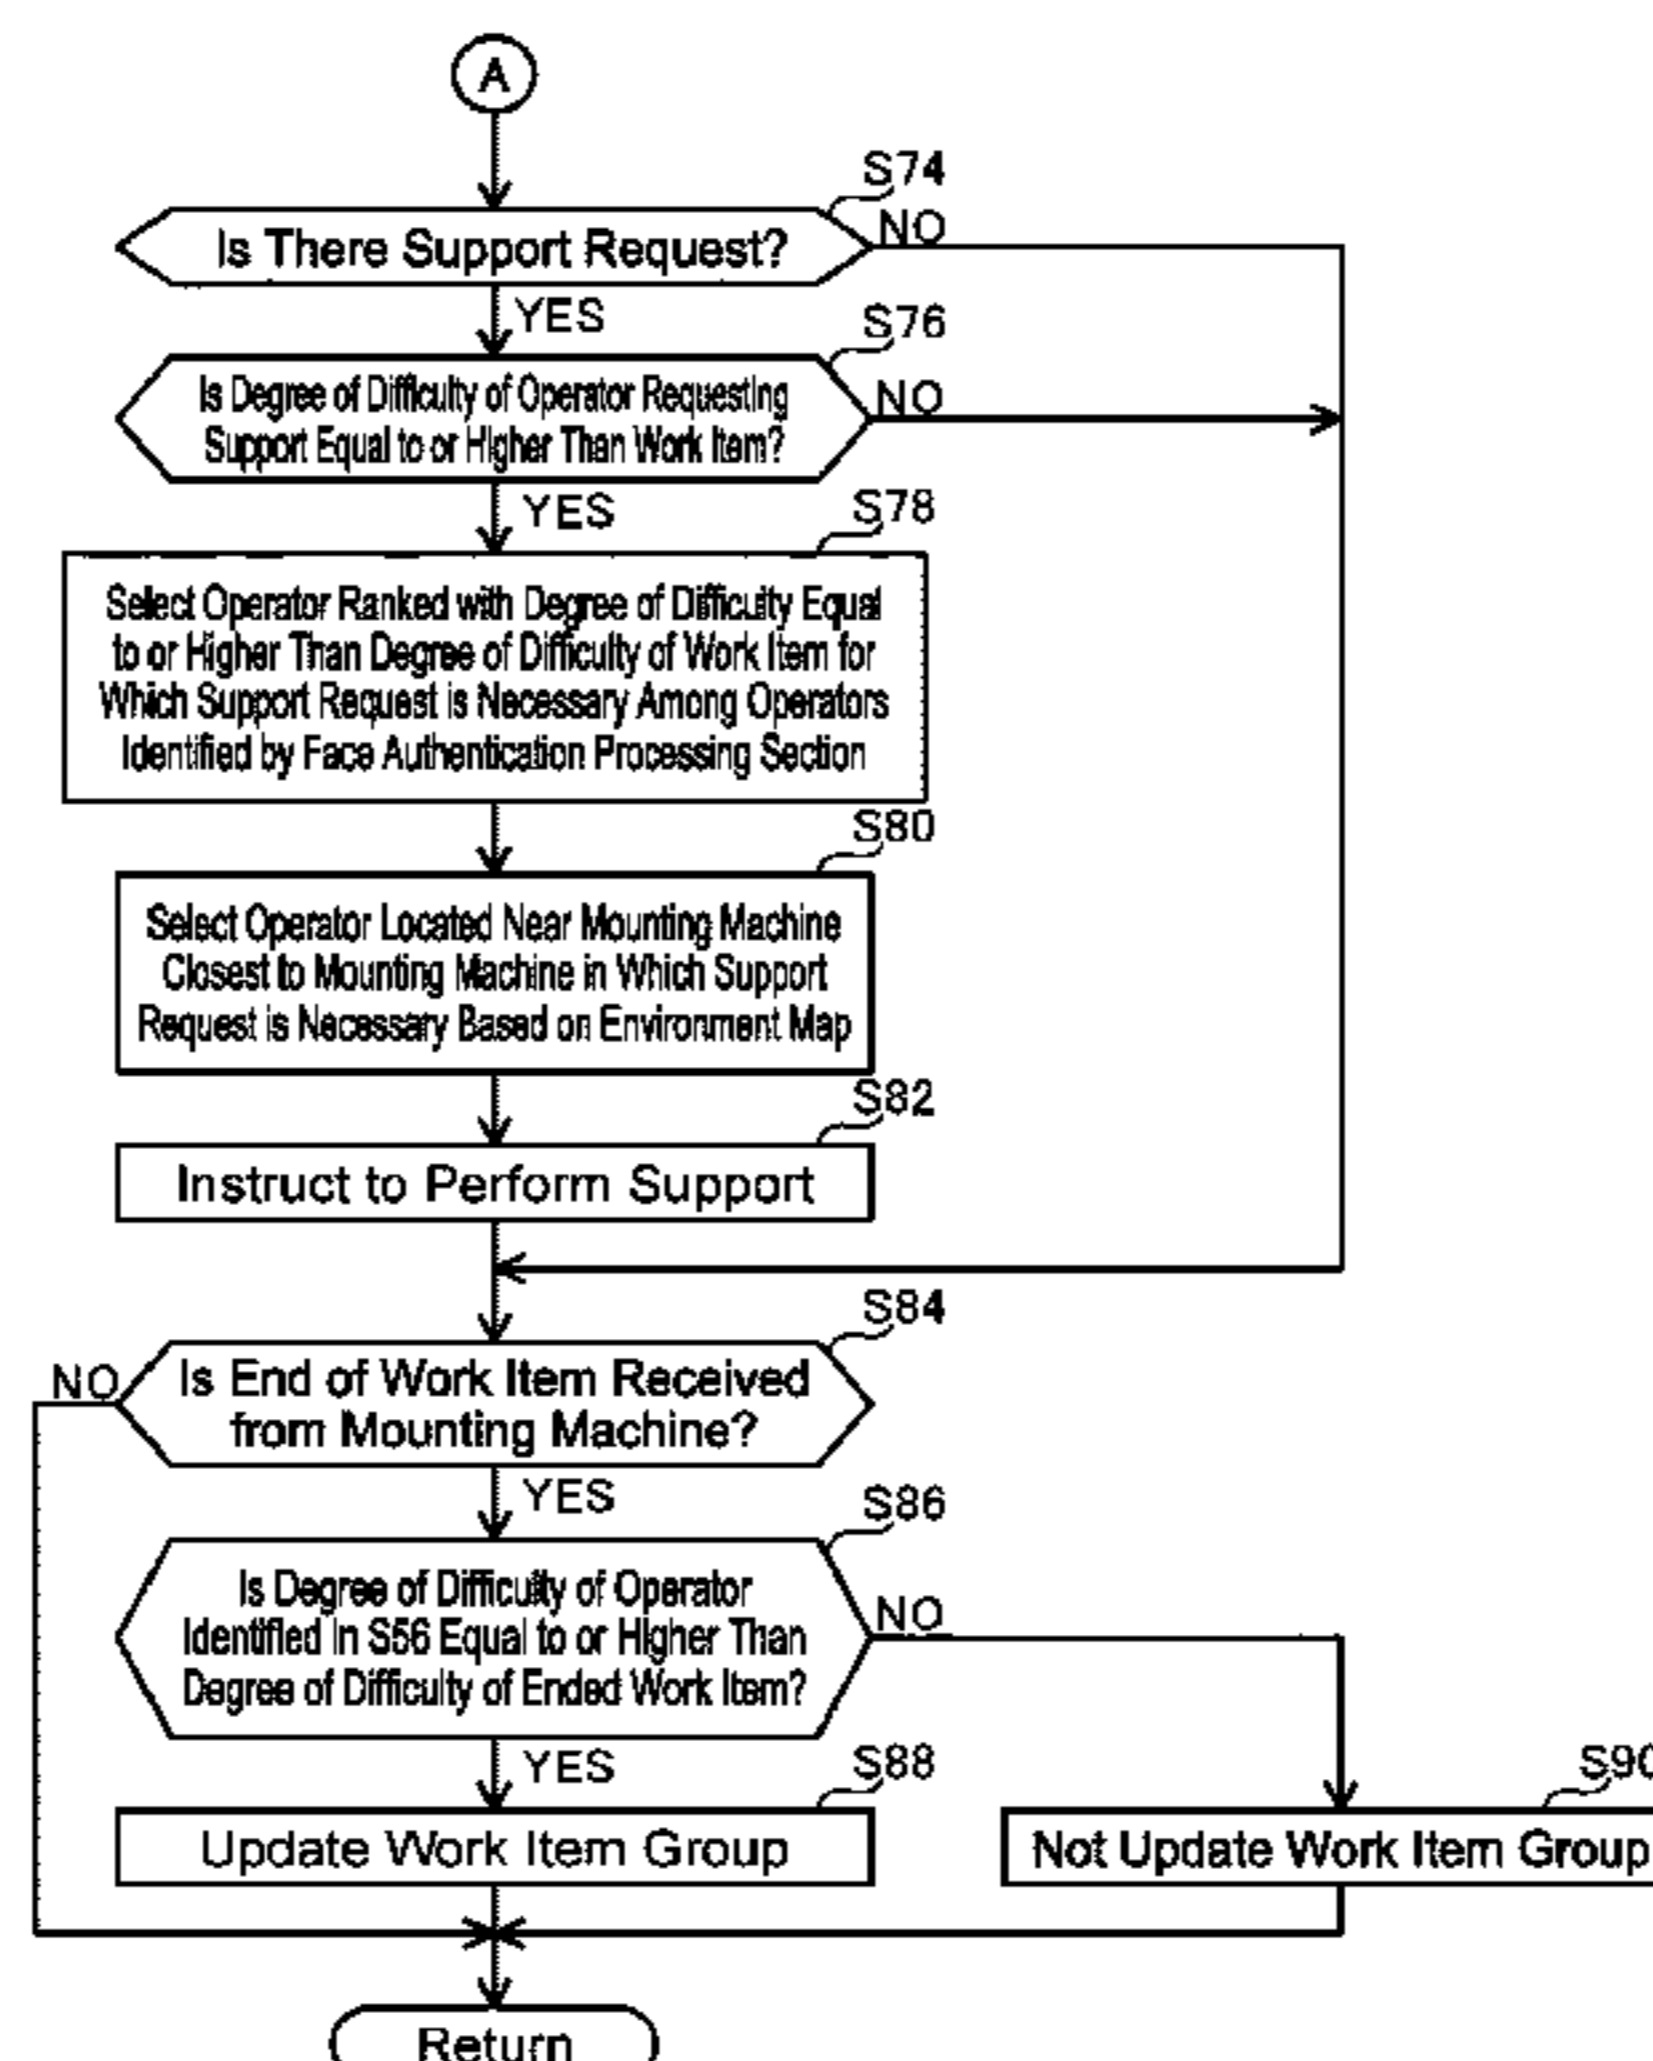 A
S74
Is There Support Request?
NO
YES
S76
Is Degree of Difficulty of Operator Requesting
Support Equal to or Higher Than Work Item?
NO
YES
S78
Select Operator Ranked with Degree of Difficulty Equal
to or Higher Than Degree of Difficulty of Work Item for
Which Support Request is Necessary Among Operators
Identified by Face Authentication Processing Section
S80
Select Operator Located Near Mounting Machine
Closest to Mounting Machine in Which Support
Request is Necessary Based on Environment Map
S82
Instruct to Perform Support
S84
NO
Is End of Work Item Received
from Mounting Machine?
YES
S86
Is Degree of Difficulty of Operator
Identified in S56 Equal to or Higher Than
Degree of Difficulty of Ended Work Item?
NO
YES
S88
Update Work Item Group
S90
Not Update Work Item Group
Return